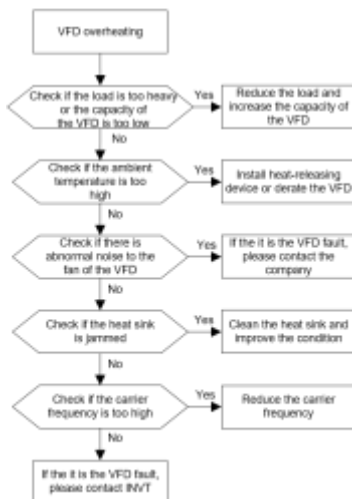 VFD overheating
Check if the load is too heavy
or the capacity of
the VFD is too low
Yes
Reduce the load and
increase the capacity of
the VFD
No
Check if the ambient
temperature is too
high
Yes
Install heat-releasing
device or derate the VFD
No
Check if there is
abnormal noise to the
fan of the VFD
Yes
If the it is the VFD fault,
please contact the
company
No
Check if the heat sink
is jammed
Yes
Clean the heat sink and
improve the condition
No
Check if the carrier
frequency is too high
Yes
Reduce the carrier
frequency
No
If the it is the VFD fault,
please contact INVT